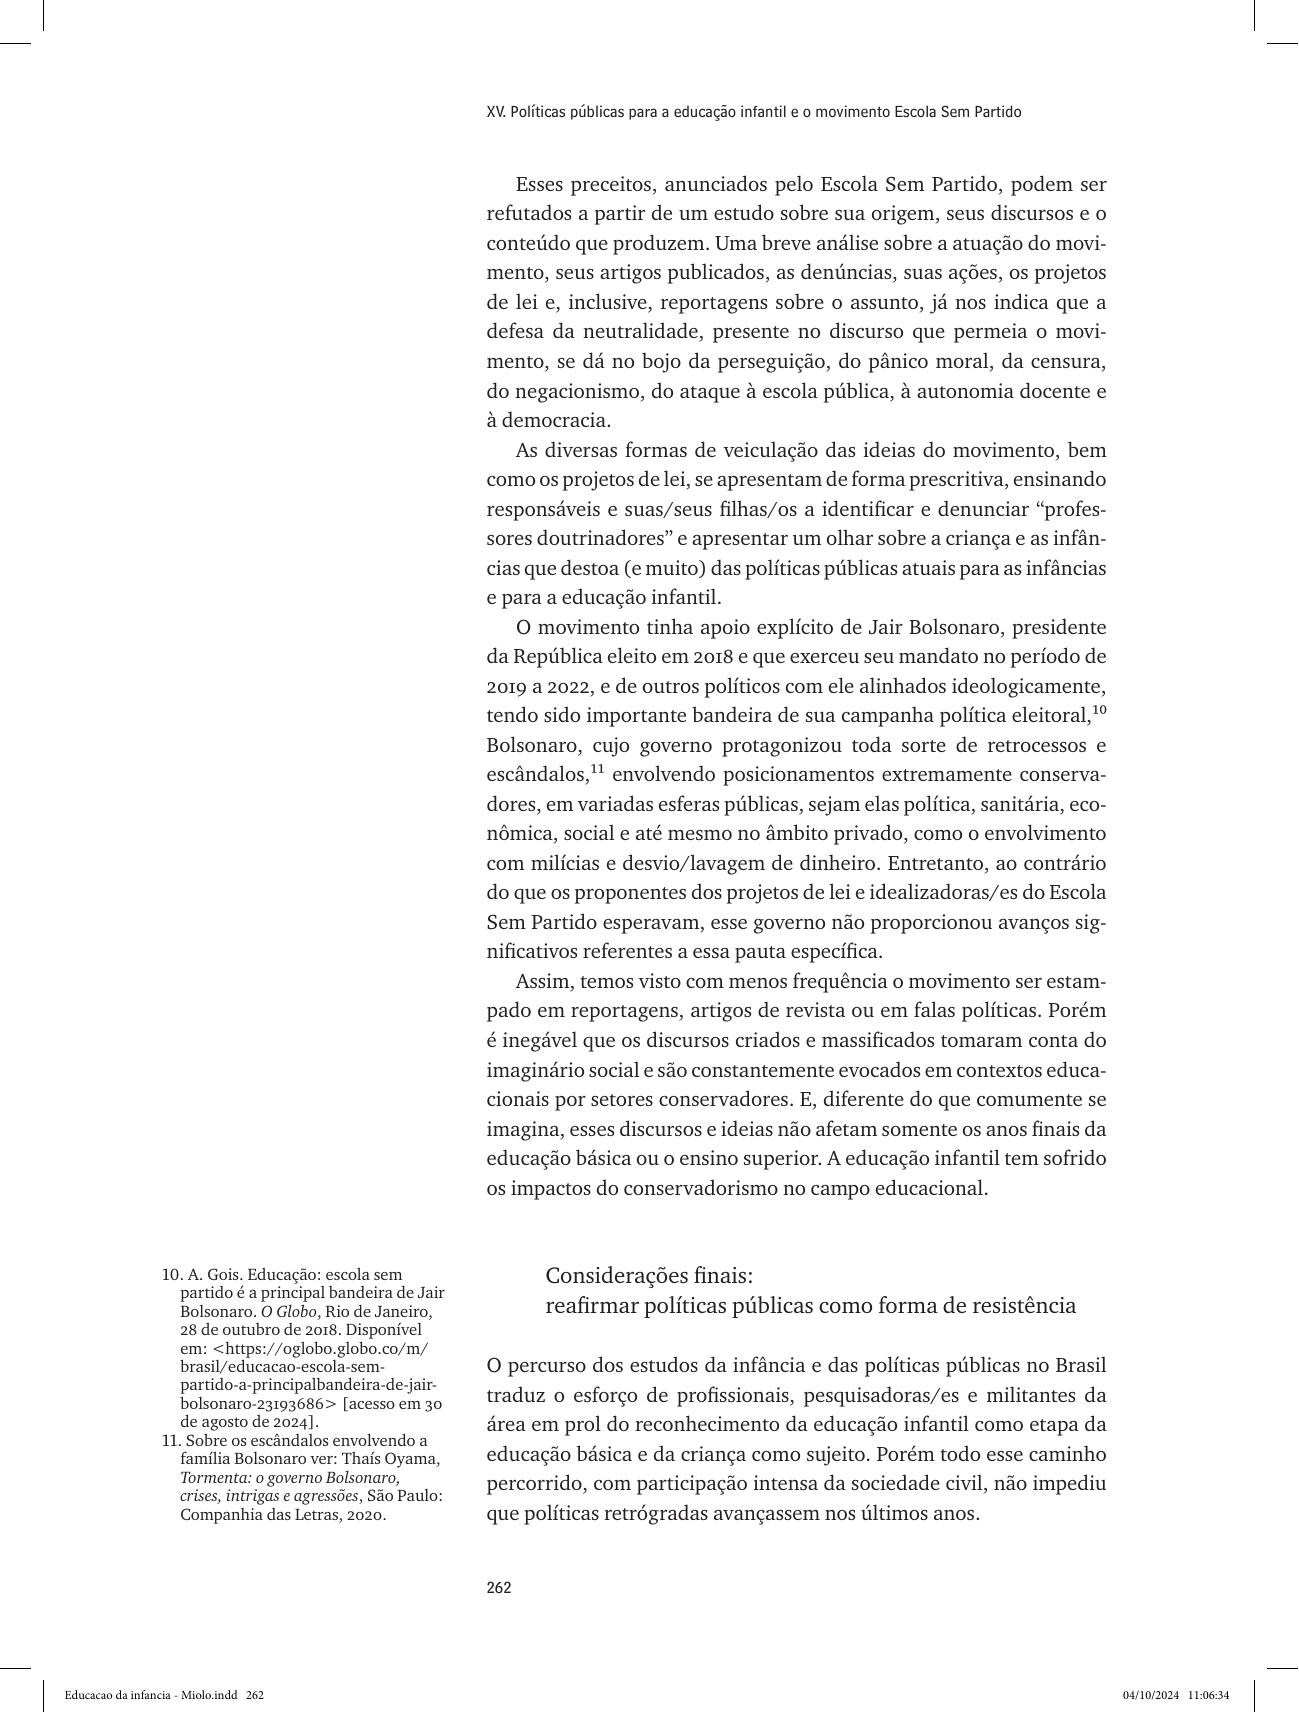 XV. Políticas públicas para a educação infantil e o movimento Escola Sem Partido
Esses preceitos, anunciados pelo Escola Sem Partido, podem ser
refutados a partir de um estudo sobre sua origem, seus discursos e o
conteúdo que produzem. Uma breve análise sobre a atuação do movi-
mento, seus artigos publicados, as denúncias, suas ações, os projetos
de lei e, inclusive, reportagens sobre o assunto, já nos indica que a
defesa da neutralidade, presente no discurso que permeia o movi-
mento, se dá no bojo da perseguição, do pânico moral, da censura,
do negacionismo, do ataque à escola pública, à autonomia docente e
à democracia.
As diversas formas de veiculação das ideias do movimento, bem
como os projetos de lei, se apresentam de forma prescritiva, ensinando
responsáveis e suas/seus filhas/os a identificar e denunciar “profes-
sores doutrinadores” e apresentar um olhar sobre a criança e as infân-
cias que destoa (e muito) das políticas públicas atuais para as infâncias
e para a educação infantil.
O movimento tinha apoio explícito de Jair Bolsonaro, presidente
da República eleito em 2018 e que exerceu seu mandato no período de
2019 a 2022, e de outros políticos com ele alinhados ideologicamente,
tendo sido importante bandeira de sua campanha política eleitoral,¹⁰
Bolsonaro, cujo governo protagonizou toda sorte de retrocessos e
escândalos,¹¹ envolvendo posicionamentos extremamente conserva-
dores, em variadas esferas públicas, sejam elas política, sanitária, eco-
nômica, social e até mesmo no âmbito privado, como o envolvimento
com milícias e desvio/lavagem de dinheiro. Entretanto, ao contrário
do que os proponentes dos projetos de lei e idealizadoras/es do Escola
Sem Partido esperavam, esse governo não proporcionou avanços sig-
nificativos referentes a essa pauta específica.
Assim, temos visto com menos frequência o movimento ser estam-
pado em reportagens, artigos de revista ou em falas políticas. Porém
é inegável que os discursos criados e massificados tomaram conta do
imaginário social e são constantemente evocados em contextos educa-
cionais por setores conservadores. E, diferente do que comumente se
imagina, esses discursos e ideias não afetam somente os anos finais da
educação básica ou o ensino superior. A educação infantil tem sofrido
os impactos do conservadorismo no campo educacional.
Considerações finais:
reafirmar políticas públicas como forma de resistência
O percurso dos estudos da infância e das políticas públicas no Brasil
traduz o esforço de profissionais, pesquisadoras/es e militantes da
área em prol do reconhecimento da educação infantil como etapa da
educação básica e da criança como sujeito. Porém todo esse caminho
percorrido, com participação intensa da sociedade civil, não impediu
que políticas retrógradas avançassem nos últimos anos.
10. A. Gois. Educação: escola sem
partido é a principal bandeira de Jair
Bolsonaro. O Globo, Rio de Janeiro,
28 de outubro de 2018. Disponível
em: <https://oglobo.globo.co/m/
brasil/educacao-escola-sem-
partido-a-principalbandeira-de-jair-
bolsonaro-23193686> [acesso em 30
de agosto de 2024].
11. Sobre os escândalos envolvendo a
família Bolsonaro ver: Thaís Oyama,
Tormenta: o governo Bolsonaro,
crises, intrigas e agressões, São Paulo:
Companhia das Letras, 2020.
262
Educacao da infancia - Miolo.indd 262
04/10/2024 11:06:34